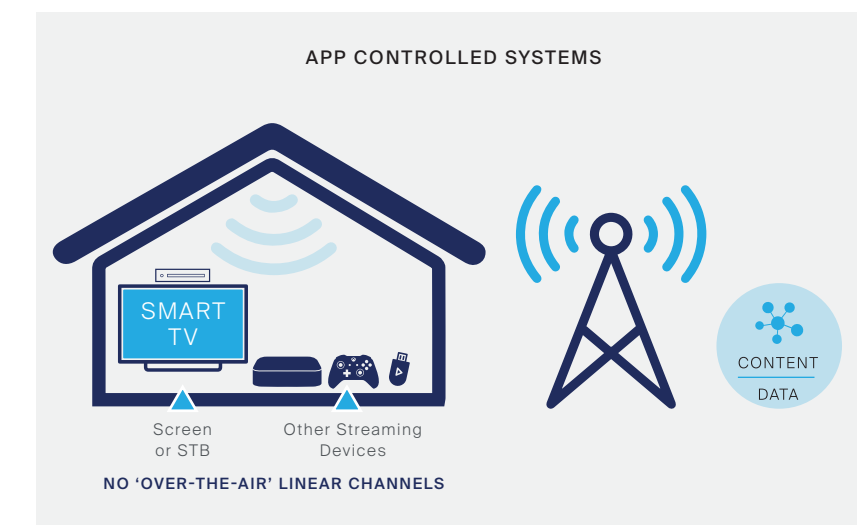 APP CONTROLLED SYSTEMS
SMART
TV
CONTENT
DATA
Screen
or STB
Other Streaming
Devices
NO ‘OVER-THE-AIR’ LINEAR CHANNELS